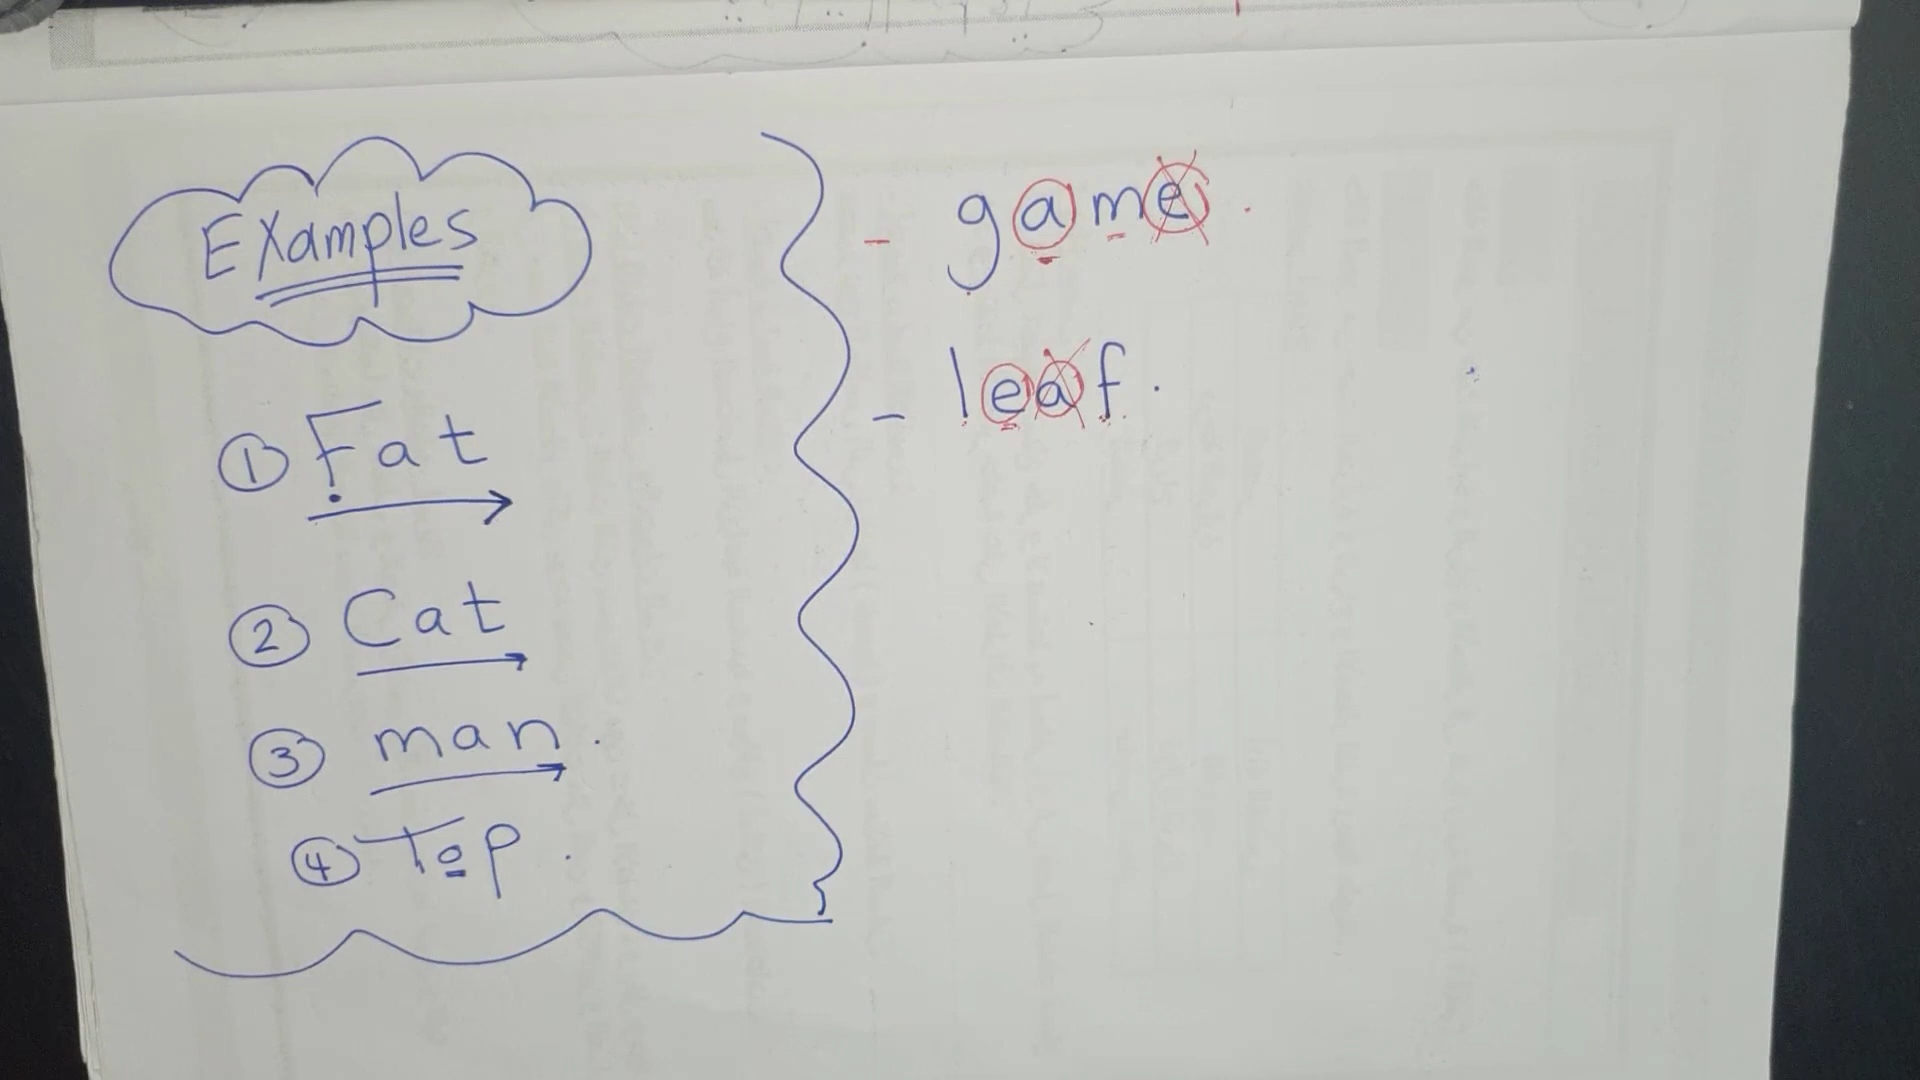 Examples
① Fat
② Cat
③ man.
④ Top.
- game.
- leaf.